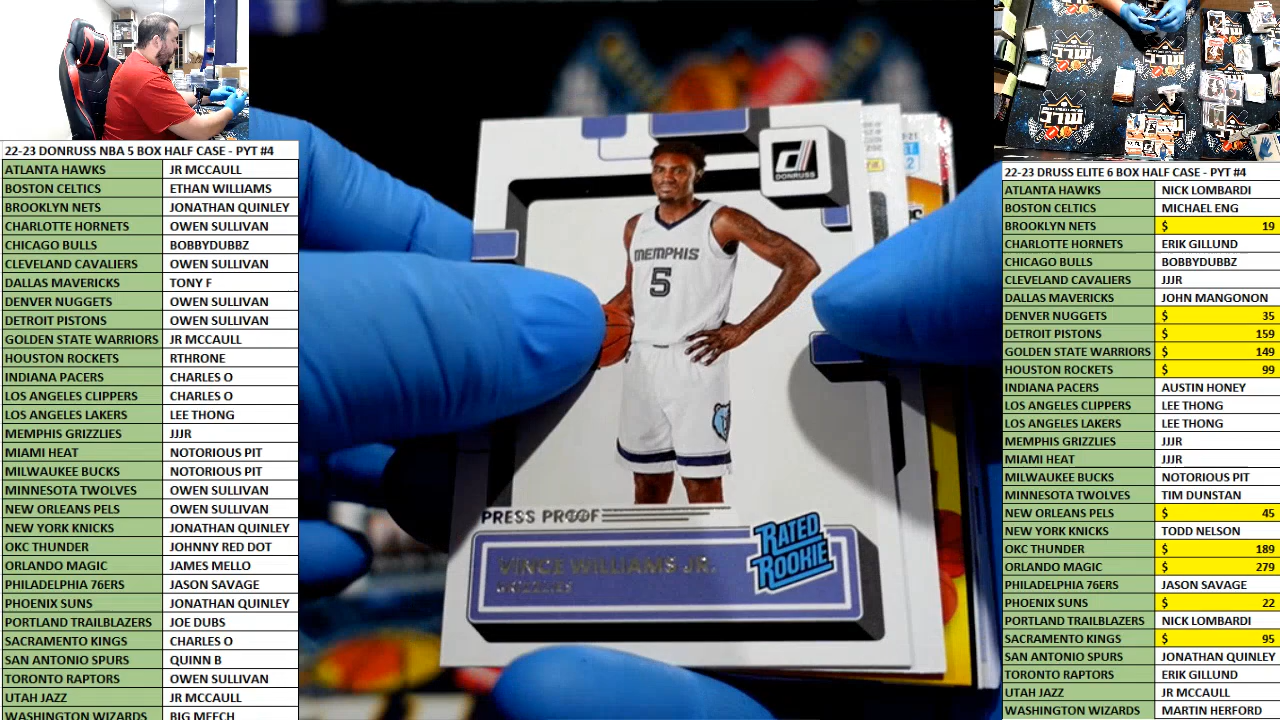 22-23 DONRUSS NBA 5 BOX HALF CASE - PYT #4
ATLANTA HAWKS JR MCCAULL
BOSTON CELTICS ETHAN WILLIAMS
BROOKLYN NETS JONATHAN QUINLEY
CHARLOTTE HORNETS OWEN SULLIVAN
CHICAGO BULLS BOBBYDUBBZ
CLEVELAND CAVALIERS OWEN SULLIVAN
DALLAS MAVERICKS TONY F
DENVER NUGGETS OWEN SULLIVAN
DETROIT PISTONS OWEN SULLIVAN
GOLDEN STATE WARRIORS JR MCCAULL
HOUSTON ROCKETS RTHRONE
INDIANA PACERS CHARLES O
LOS ANGELES CLIPPERS CHARLES O
LOS ANGELES LAKERS LEE THONG
MEMPHIS GRIZZLIES JJJR
MIAMI HEAT NOTORIOUS PIT
MILWAUKEE BUCKS NOTORIOUS PIT
MINNESOTA TWOLVES OWEN SULLIVAN
NEW ORLEANS PELS OWEN SULLIVAN
NEW YORK KNICKS JONATHAN QUINLEY
OKC THUNDER JOHNNY RED DOT
ORLANDO MAGIC JAMES MELLO
PHILADELPHIA 76ERS JASON SAVAGE
PHOENIX SUNS JONATHAN QUINLEY
PORTLAND TRAILBLAZERS JOE DUBS
SACRAMENTO KINGS CHARLES O
SAN ANTONIO SPURS QUINN B
TORONTO RAPTORS OWEN SULLIVAN
UTAH JAZZ JR MCCAULL
WASHINGTON WIZARDS BIG MEECH
d
DONRUSS
MEMPHIS
5
PRESS PROOF
VINCE WILLIAMS JR.
GRIZZLIES
RATED
ROOKIE
22-23 DRUSS ELITE 6 BOX HALF CASE - PYT #4
ATLANTA HAWKS NICK LOMBARDI
BOSTON CELTICS MICHAEL ENG
BROOKLYN NETS $ 19
CHARLOTTE HORNETS ERIK GILLUND
CHICAGO BULLS BOBBYDUBBZ
CLEVELAND CAVALIERS JJJR
DALLAS MAVERICKS JOHN MANGONON
DENVER NUGGETS $ 35
DETROIT PISTONS $ 159
GOLDEN STATE WARRIORS $ 149
HOUSTON ROCKETS $ 99
INDIANA PACERS AUSTIN HONEY
LOS ANGELES CLIPPERS LEE THONG
LOS ANGELES LAKERS LEE THONG
MEMPHIS GRIZZLIES JJJR
MIAMI HEAT JJJR
MILWAUKEE BUCKS NOTORIOUS PIT
MINNESOTA TWOLVES TIM DUNSTAN
NEW ORLEANS PELS $ 45
NEW YORK KNICKS TODD NELSON
OKC THUNDER $ 189
ORLANDO MAGIC $ 279
PHILADELPHIA 76ERS JASON SAVAGE
PHOENIX SUNS $ 22
PORTLAND TRAILBLAZERS NICK LOMBARDI
SACRAMENTO KINGS $ 95
SAN ANTONIO SPURS JONATHAN QUINLEY
TORONTO RAPTORS ERIK GILLUND
UTAH JAZZ JR MCCAULL
WASHINGTON WIZARDS MARTIN HERFORD